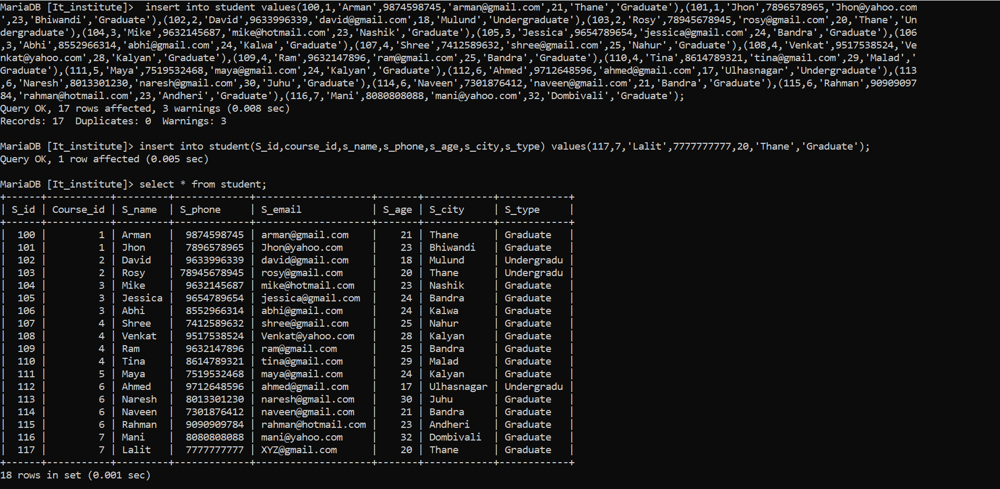 MariaDB [It_institute]>  insert into student values(100,1,'Arman',9874598745,'arman@gmail.com',21,'Thane','Graduate'),(101,1,'Jhon',7896578965,'Jhon@yahoo.com
',23,'Bhiwandi','Graduate'),(102,2,'David',9633996339,'david@gmail.com',18,'Mulund','Undergraduate'),(103,2,'Rosy',78945678945,'rosy@gmail.com',20,'Thane','Un
dergraduate'),(104,3,'Mike',9632145687,'mike@hotmail.com',23,'Nashik','Graduate'),(105,3,'Jessica',9654789654,'jessica@gmail.com',24,'Bandra','Graduate'),(106
,3,'Abhi',8552966314,'abhi@gmail.com',24,'Kalwa','Graduate'),(107,4,'Shree',7412589632,'shree@gmail.com',25,'Nahur','Graduate'),(108,4,'Venkat',9517538524,'Ve
nkat@yahoo.com',28,'Kalyan','Graduate'),(109,4,'Ram',9632147896,'ram@gmail.com',25,'Bandra','Graduate'),(110,4,'Tina',8614789321,'tina@gmail.com',29,'Malad','
Graduate'),(111,5,'Maya',7519532468,'maya@gmail.com',24,'Kalyan','Graduate'),(112,6,'Ahmed',9712648596,'ahmed@gmail.com',17,'Ulhasnagar','Undergraduate'),(113
,6,'Naresh',8013301230,'naresh@gmail.com',30,'Juhu','Graduate'),(114,6,'Naveen',7301876412,'naveen@gmail.com',21,'Bandra','Graduate'),(115,6,'Rahman',90909097
84,'rahman@hotmail.com',23,'Andheri','Graduate'),(116,7,'Mani',8080808088,'mani@yahoo.com',32,'Dombivali','Graduate');
Query OK, 17 rows affected, 3 warnings (0.008 sec)
Records: 17  Duplicates: 0  Warnings: 3
MariaDB [It_institute]> insert into student(S_id,course_id,s_name,s_phone,s_age,s_city,s_type) values(117,7,'Lalit',7777777777,20,'Thane','Graduate');
Query OK, 1 row affected (0.005 sec)
MariaDB [It_institute]> select * from student;
+------+-----------+---------+-------------+--------------------+-------+------------+------------+
| S_id | Course_id | S_name  | S_phone     | S_email            | S_age | S_city     | S_type     |
+------+-----------+---------+-------------+--------------------+-------+------------+------------+
|  100 |         1 | Arman   |  9874598745 | arman@gmail.com    |    21 | Thane      | Graduate   |
|  101 |         1 | Jhon    |  7896578965 | Jhon@yahoo.com     |    23 | Bhiwandi   | Graduate   |
|  102 |         2 | David   |  9633996339 | david@gmail.com    |    18 | Mulund     | Undergradu |
|  103 |         2 | Rosy    | 78945678945 | rosy@gmail.com     |    20 | Thane      | Undergradu |
|  104 |         3 | Mike    |  9632145687 | mike@hotmail.com   |    23 | Nashik     | Graduate   |
|  105 |         3 | Jessica |  9654789654 | jessica@gmail.com  |    24 | Bandra     | Graduate   |
|  106 |         3 | Abhi    |  8552966314 | abhi@gmail.com     |    24 | Kalwa      | Graduate   |
|  107 |         4 | Shree   |  7412589632 | shree@gmail.com    |    25 | Nahur      | Graduate   |
|  108 |         4 | Venkat  |  9517538524 | Venkat@yahoo.com   |    28 | Kalyan     | Graduate   |
|  109 |         4 | Ram     |  9632147896 | ram@gmail.com      |    25 | Bandra     | Graduate   |
|  110 |         4 | Tina    |  8614789321 | tina@gmail.com     |    29 | Malad      | Graduate   |
|  111 |         5 | Maya    |  7519532468 | maya@gmail.com     |    24 | Kalyan     | Graduate   |
|  112 |         6 | Ahmed   |  9712648596 | ahmed@gmail.com    |    17 | Ulhasnagar | Undergradu |
|  113 |         6 | Naresh  |  8013301230 | naresh@gmail.com   |    30 | Juhu       | Graduate   |
|  114 |         6 | Naveen  |  7301876412 | naveen@gmail.com   |    21 | Bandra     | Graduate   |
|  115 |         6 | Rahman  |  9090909784 | rahman@hotmail.com |    23 | Andheri    | Graduate   |
|  116 |         7 | Mani    |  8080808088 | mani@yahoo.com     |    32 | Dombivali  | Graduate   |
|  117 |         7 | Lalit   |  7777777777 | XYZ@gmail.com      |    20 | Thane      | Graduate   |
+------+-----------+---------+-------------+--------------------+-------+------------+------------+
18 rows in set (0.001 sec)